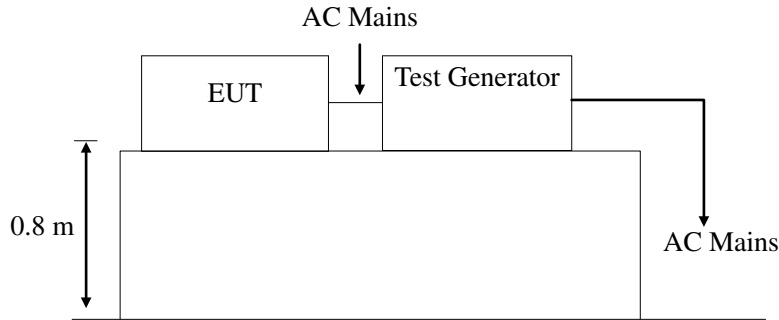 AC Mains
EUT
Test Generator
0.8 m
AC Mains